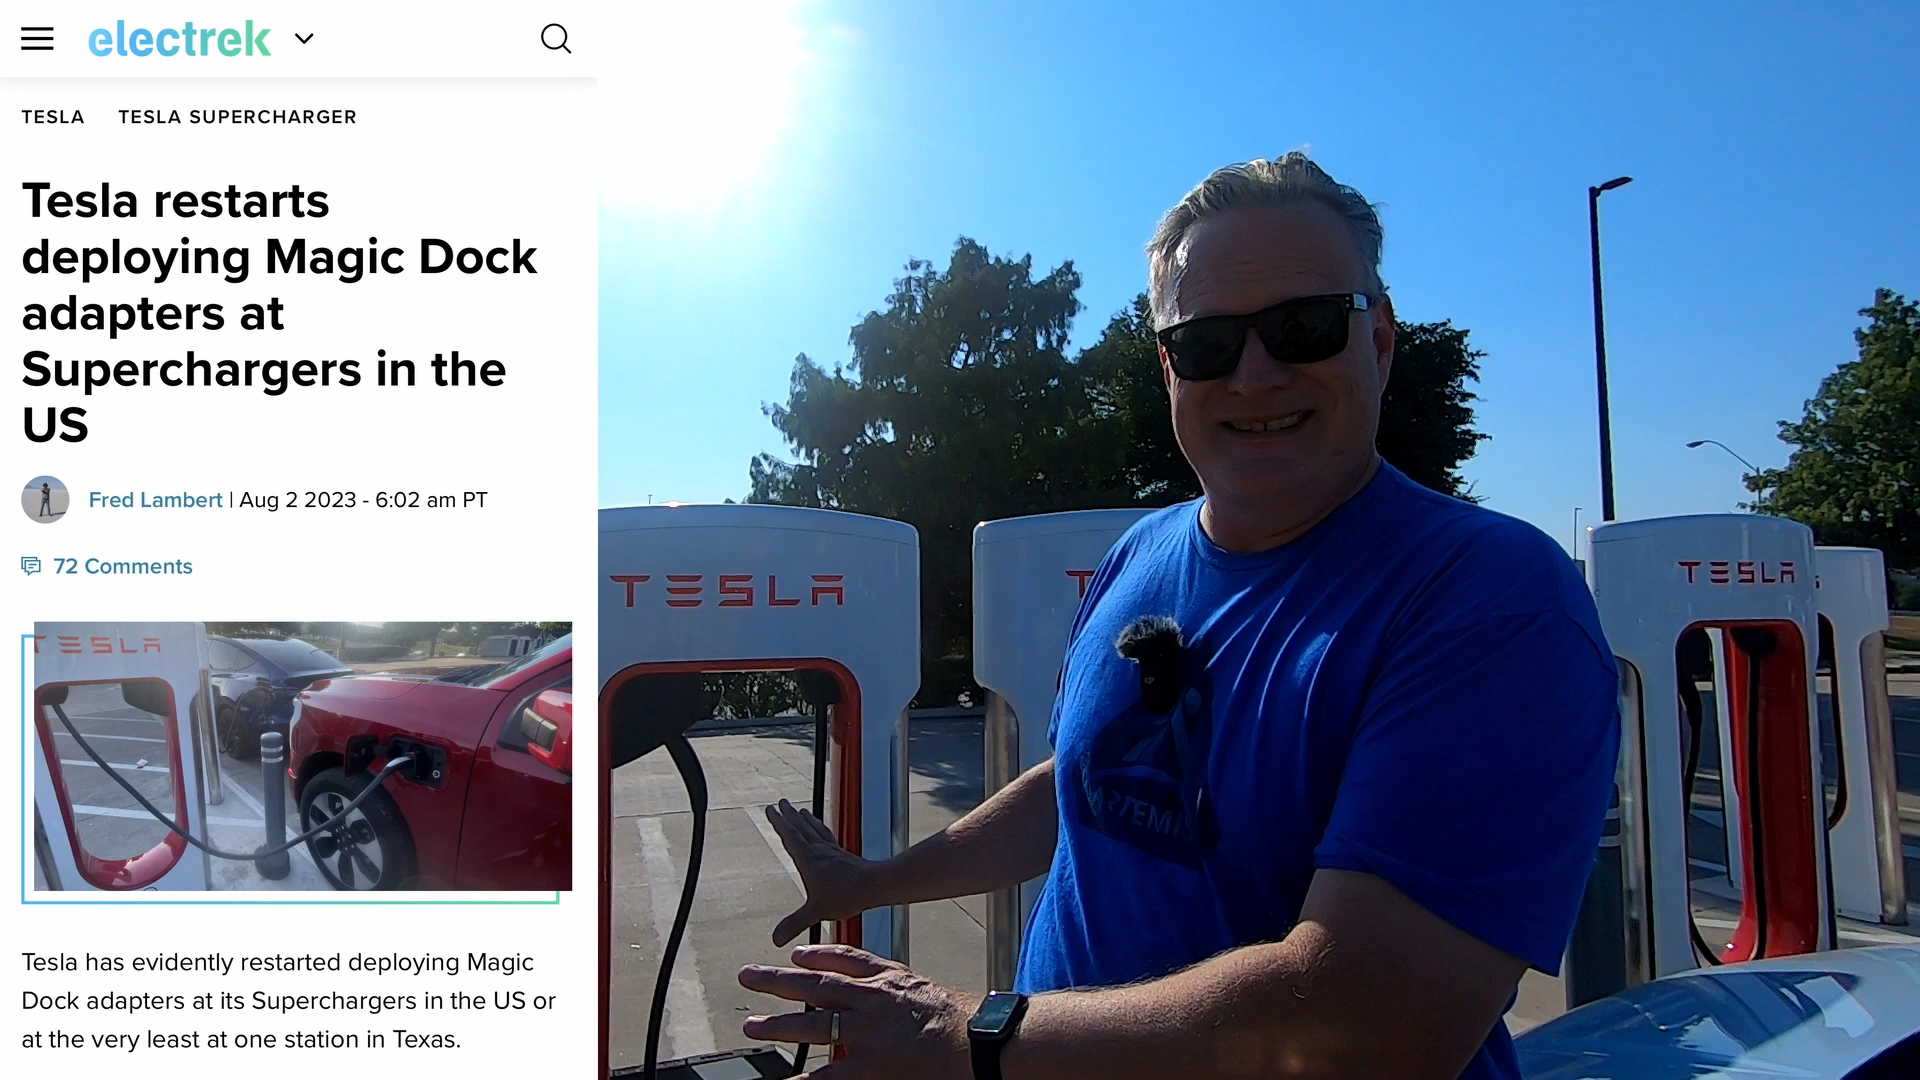 electrek
TESLA TESLA SUPERCHARGER
Tesla restarts
deploying Magic Dock
adapters at
Superchargers in the
US
Fred Lambert | Aug 2 2023 - 6:02 am PT
72 Comments
TESLA
Tesla has evidently restarted deploying Magic
Dock adapters at its Superchargers in the US or
at the very least at one station in Texas.
TESLA
T
TESLA
ARTEMIS